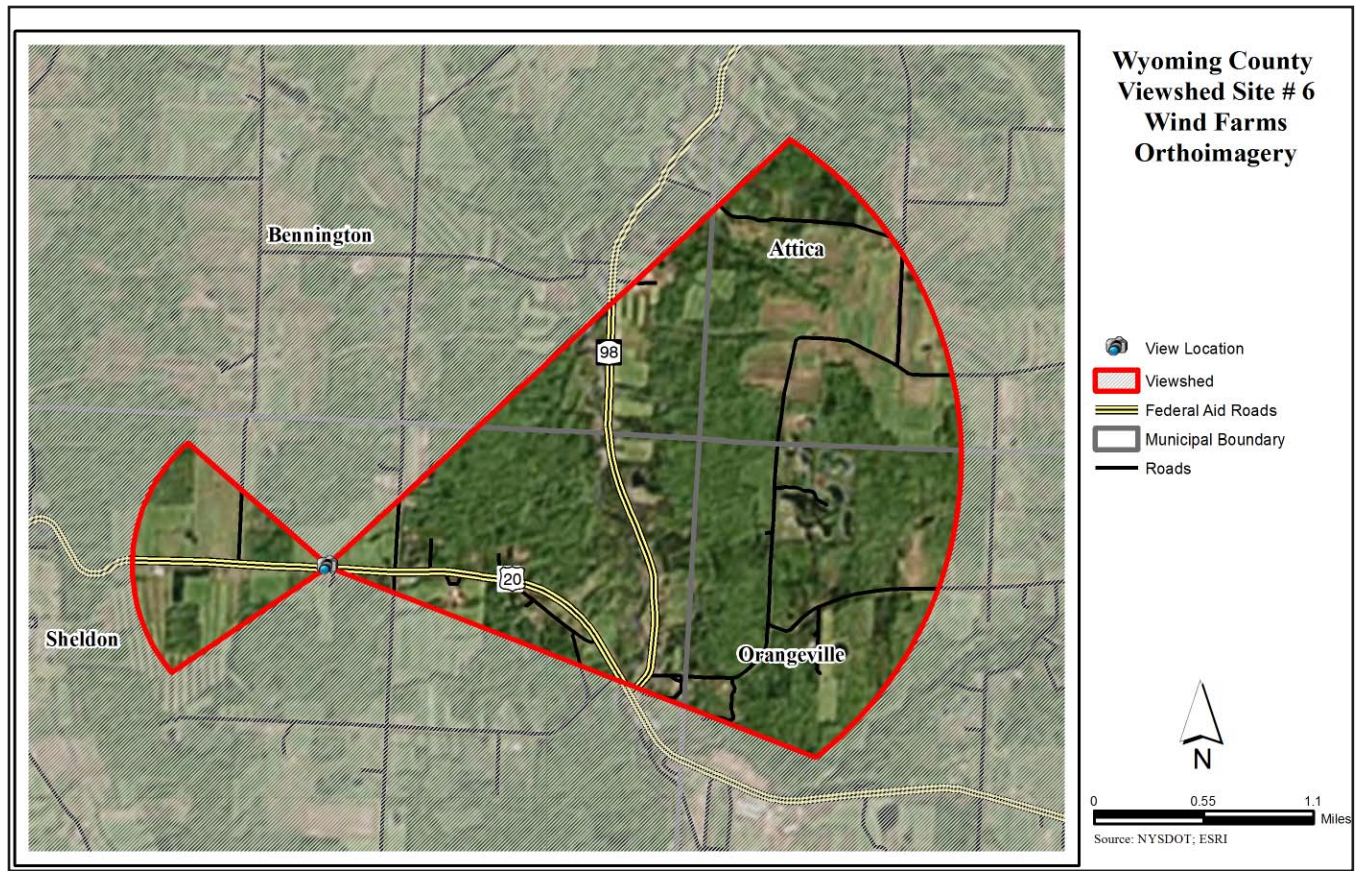 Wyoming County
Viewshed Site # 6
Wind Farms
Orthoimagery
Bennington
Attica
98
20
Sheldon
Orangeville
View Location
Viewshed
Federal Aid Roads
Municipal Boundary
Roads
N
0 0.55 1.1
Miles
Source: NYSDOT; ESRI